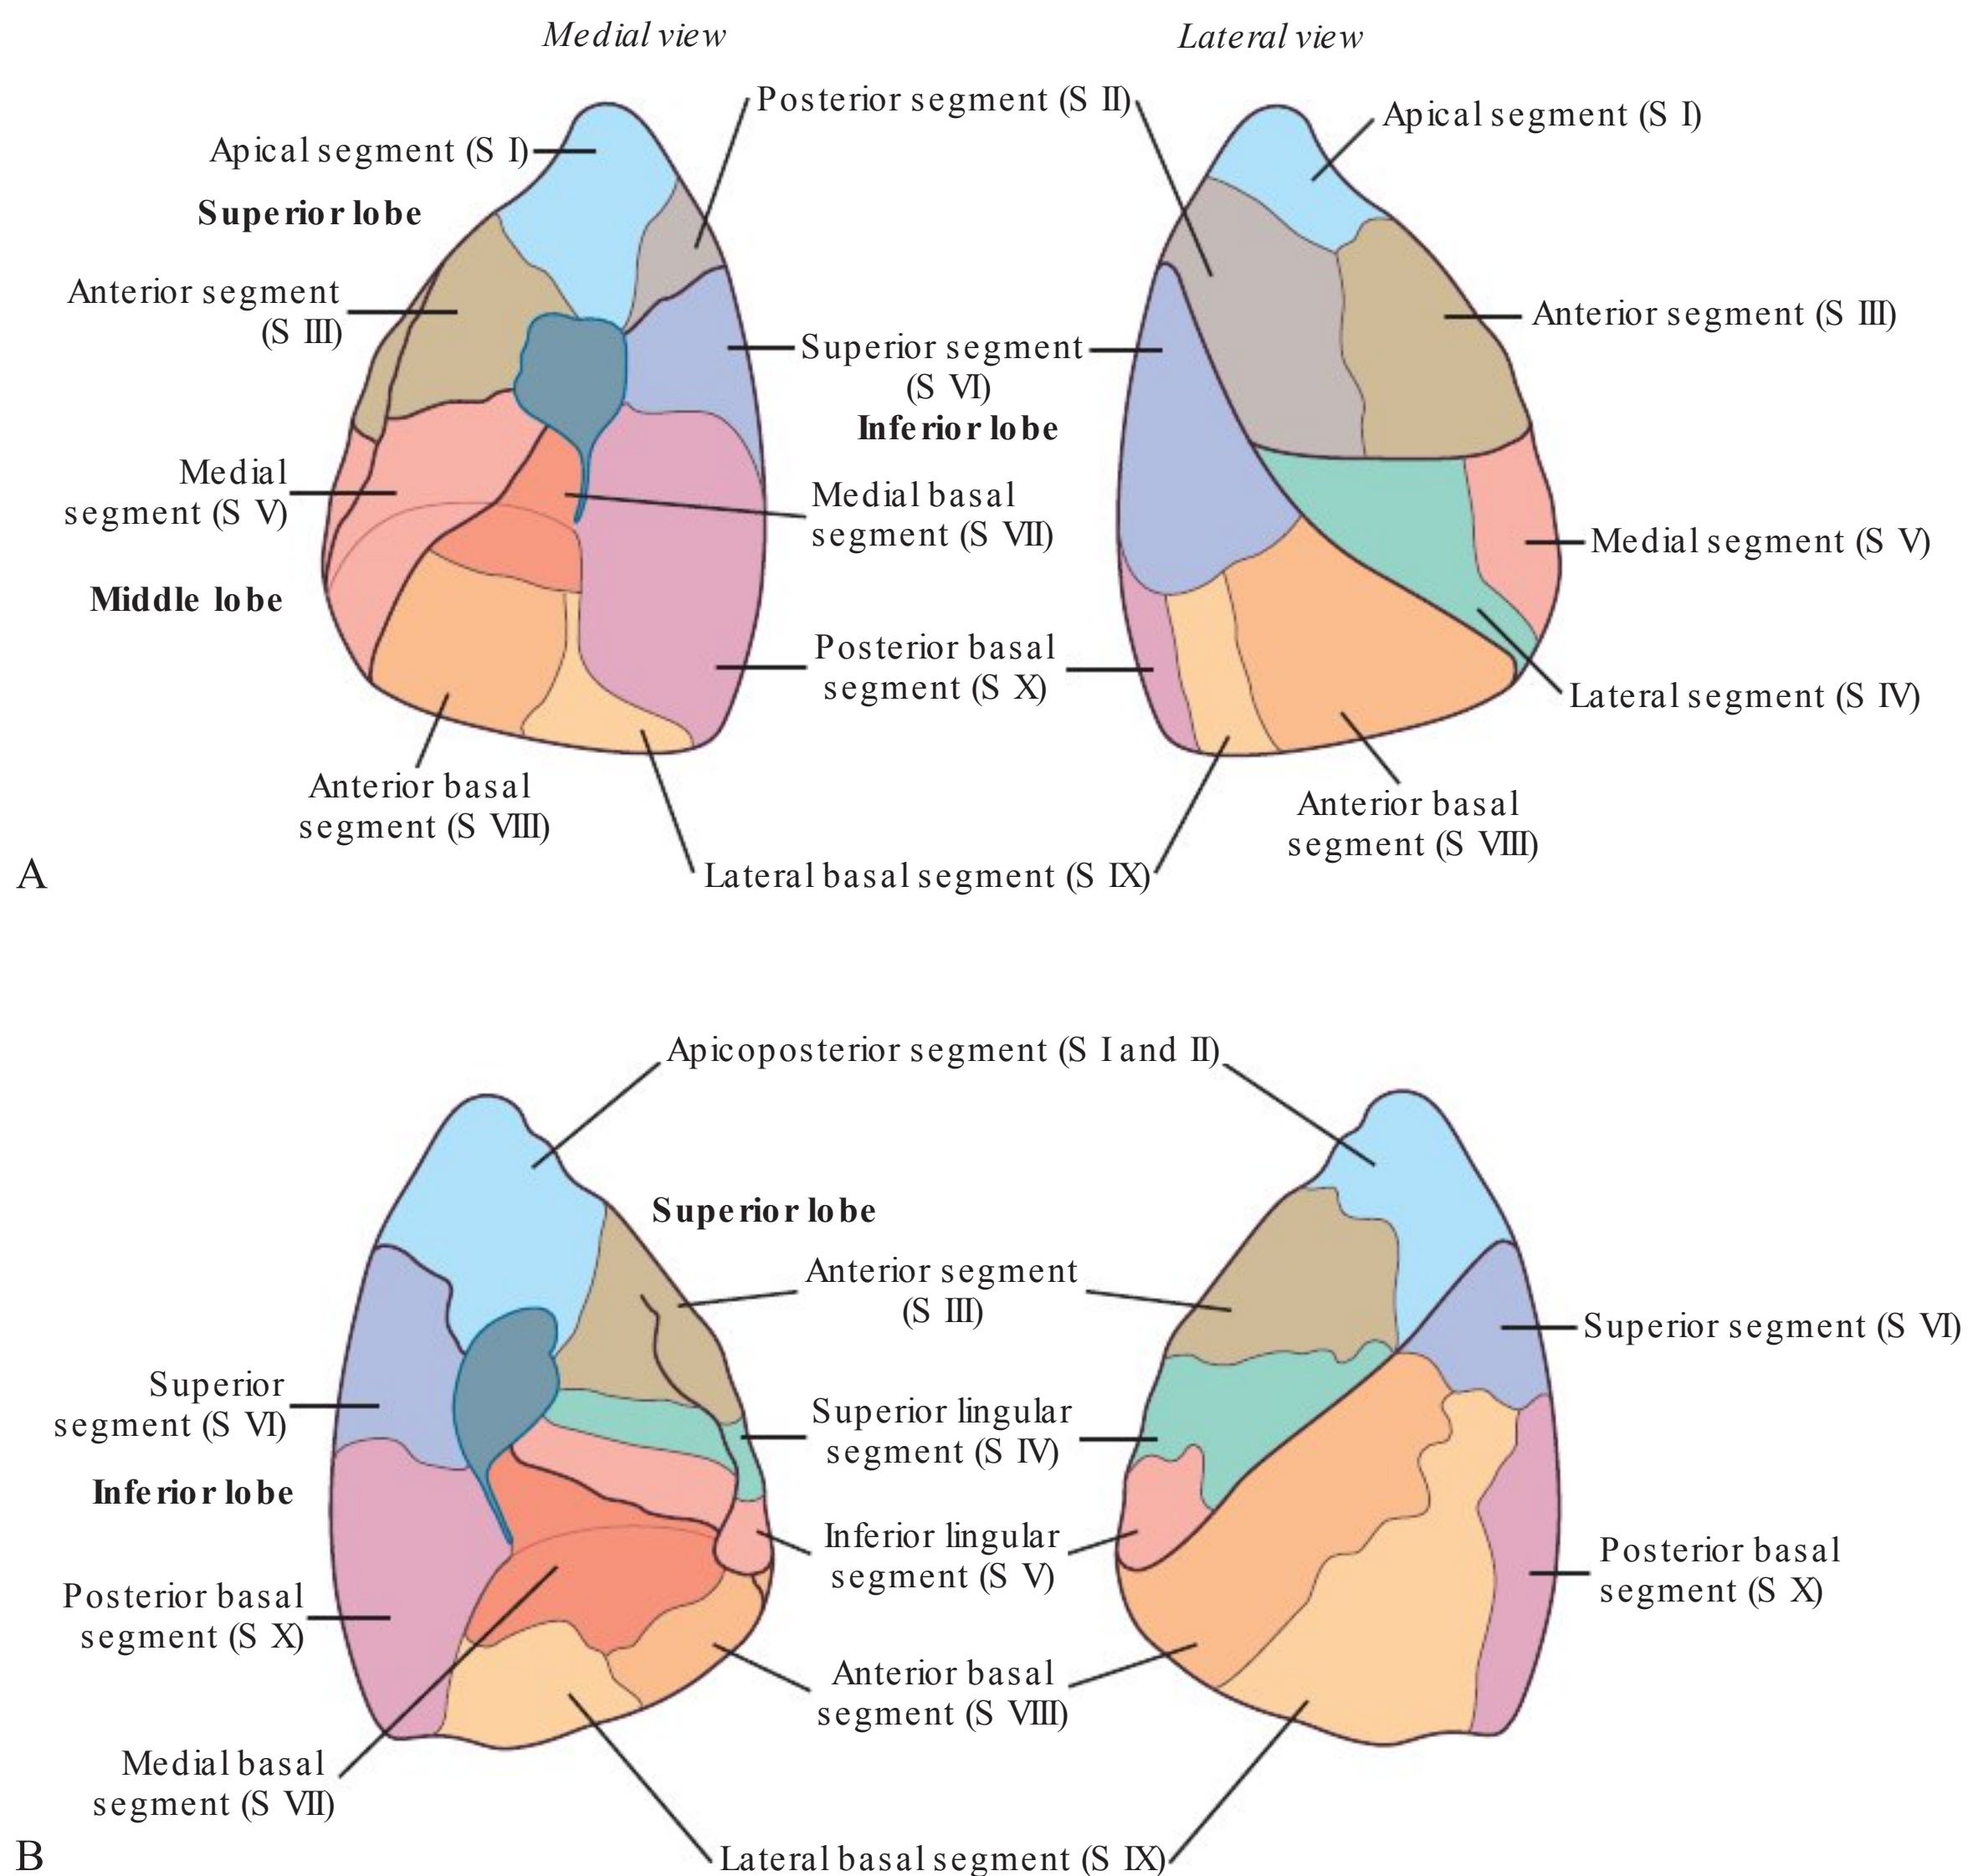 Medial view
Lateral view
Posterior segment (S II)
Apical segment (S I)
Apical segment (S I)
Superior lobe
Anterior segment
(S III)
Anterior segment (S III)
Superior segment
(S VI)
Inferior lobe
Medial
segment (S V)
Medial basal
segment (S VII)
Medial segment (S V)
Middle lobe
Posterior basal
segment (S X)
Lateral segment (S IV)
Anterior basal
segment (S VIII)
Anterior basal
segment (S VIII)
Lateral basal segment (S IX)
A
Apicoposterior segment (S I and II)
Superior lobe
Anterior segment
(S III)
Superior segment (S VI)
Superior
segment (S VI)
Superior lingular
segment (S IV)
Inferior lobe
Inferior lingular
segment (S V)
Posterior basal
segment (S X)
Posterior basal
segment (S X)
Anterior basal
segment (S VIII)
Medial basal
segment (S VII)
Lateral basal segment (S IX)
B